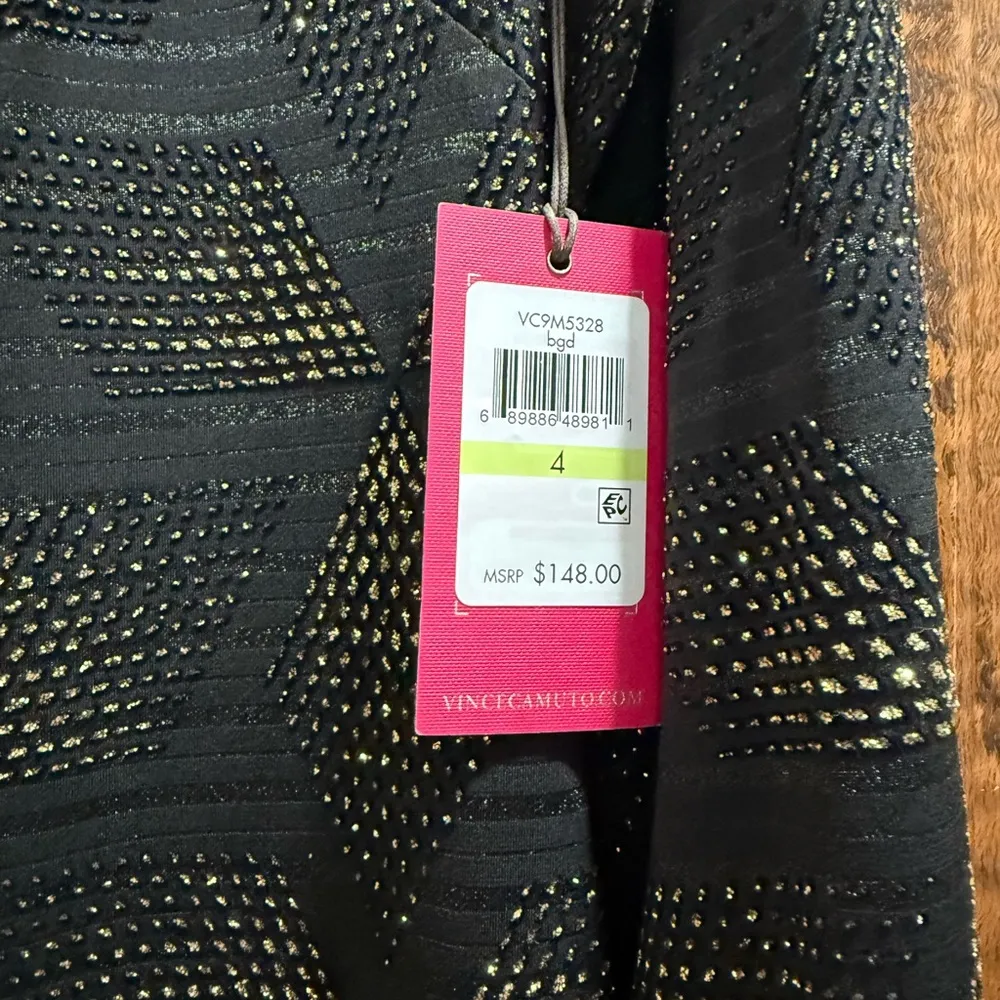 VC9M5328
bgd
6 89886 48981 1
4
EPC
MSRP $148.00
VINCECAMUTO.COM